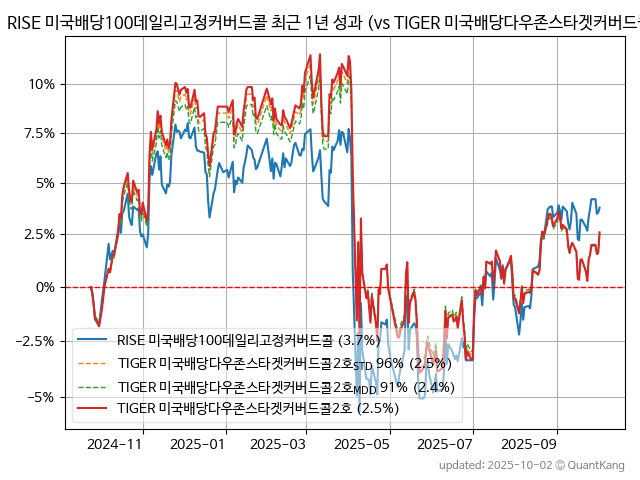 RISE 미국배당100데일리고정커버드콜 최근 1년 성과 (vs TIGER 미국배당다우존스타겟커버드콜
10%
7.5%
5%
2.5%
0%
−2.5%
−5%
RISE 미국배당100데일리고정커버드콜 (3.7%)
TIGER 미국배당다우존스타겟커버드콜2호STD 96% (2.5%)
TIGER 미국배당다우존스타겟커버드콜2호MDD 91% (2.4%)
TIGER 미국배당다우존스타겟커버드콜2호 (2.5%)
2024-11 2025-01 2025-03 2025-05 2025-07 2025-09
updated: 2025-10-02 © QuantKang